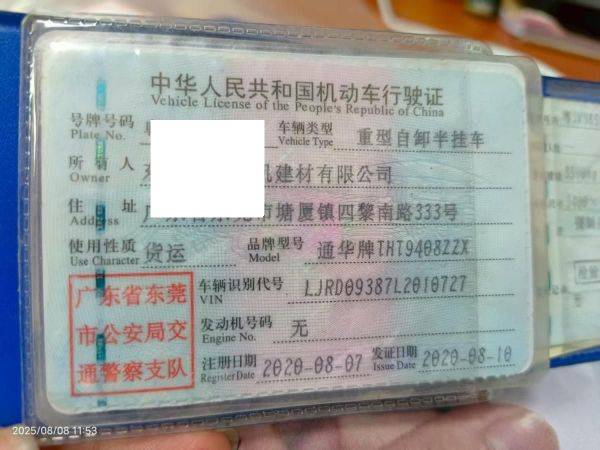 中华人民共和国机动车行驶证
Vehicle License of the People's Republic of China
号牌号码 车辆类型 重型自卸半挂车
Plate No. Vehicle Type
所有人 建材有限公司
Owner
住址 市塘厦镇四黎南路333号
Address
使用性质 货运 品牌型号 通华牌THT9408ZZX
Use Character Model
广东省东莞
市公安局交
通警察支队
车辆识别代号 LJRD09387L2010727
VIN
发动机号码 无
Engine No.
注册日期 2020-08-07 发证日期 2020-08-10
Register Date Issue Date
2025/08/08 11:53